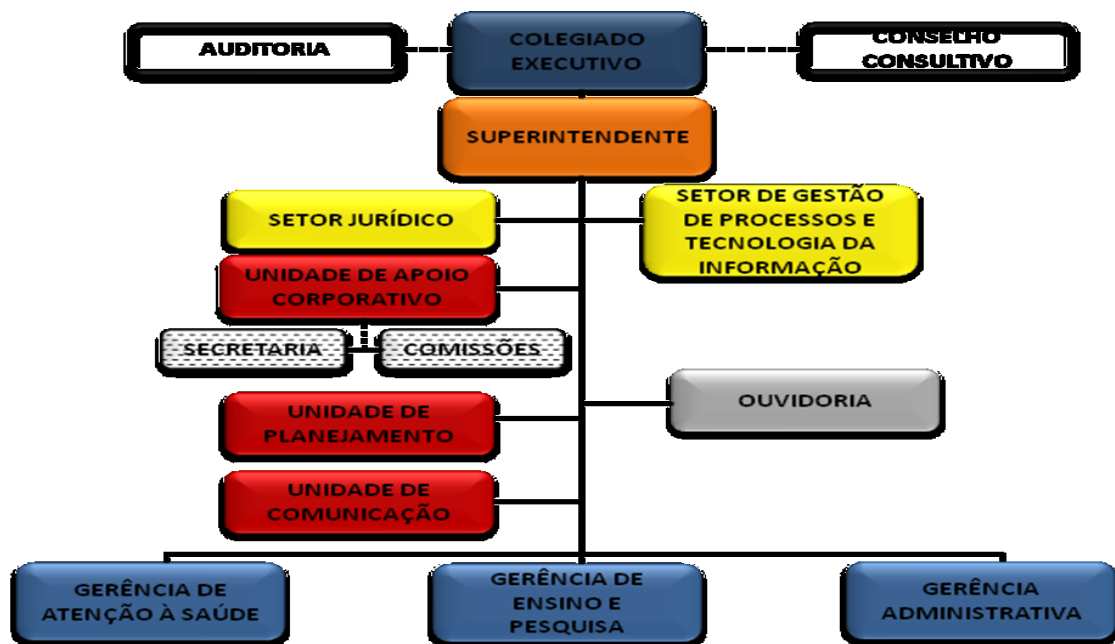 AUDITORIA
COLEGIADO
EXECUTIVO
CONSELHO
CONSULTIVO
SUPERINTENDENTE
SETOR JURÍDICO
SETOR DE GESTÃO
DE PROCESSOS E
TECNOLOGIA DA
INFORMAÇÃO
UNIDADE DE APOIO
CORPORATIVO
SECRETARIA
COMISSÕES
OUVIDORIA
UNIDADE DE
PLANEJAMENTO
UNIDADE DE
COMUNICAÇÃO
GERÊNCIA DE
ATENÇÃO À SAÚDE
GERÊNCIA DE
ENSINO E
PESQUISA
GERÊNCIA
ADMINISTRATIVA